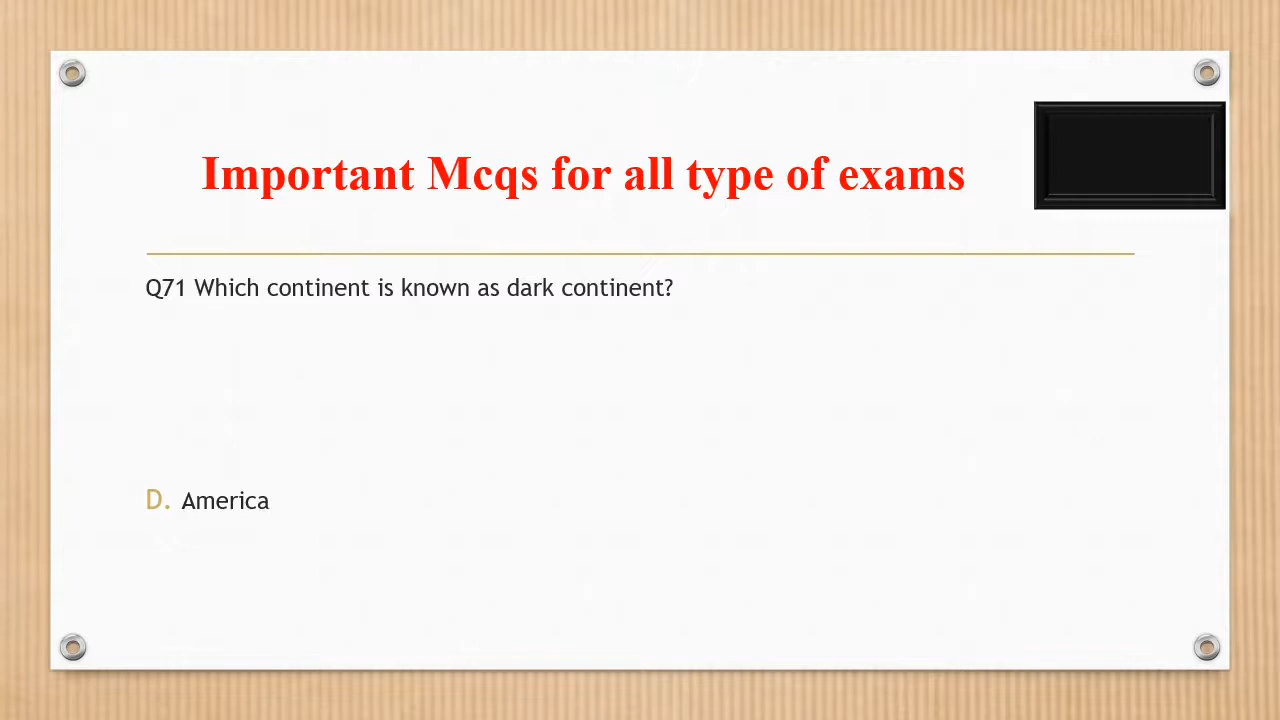 Important Mcqs for all type of exams
Q71 Which continent is known as dark continent?
D. America